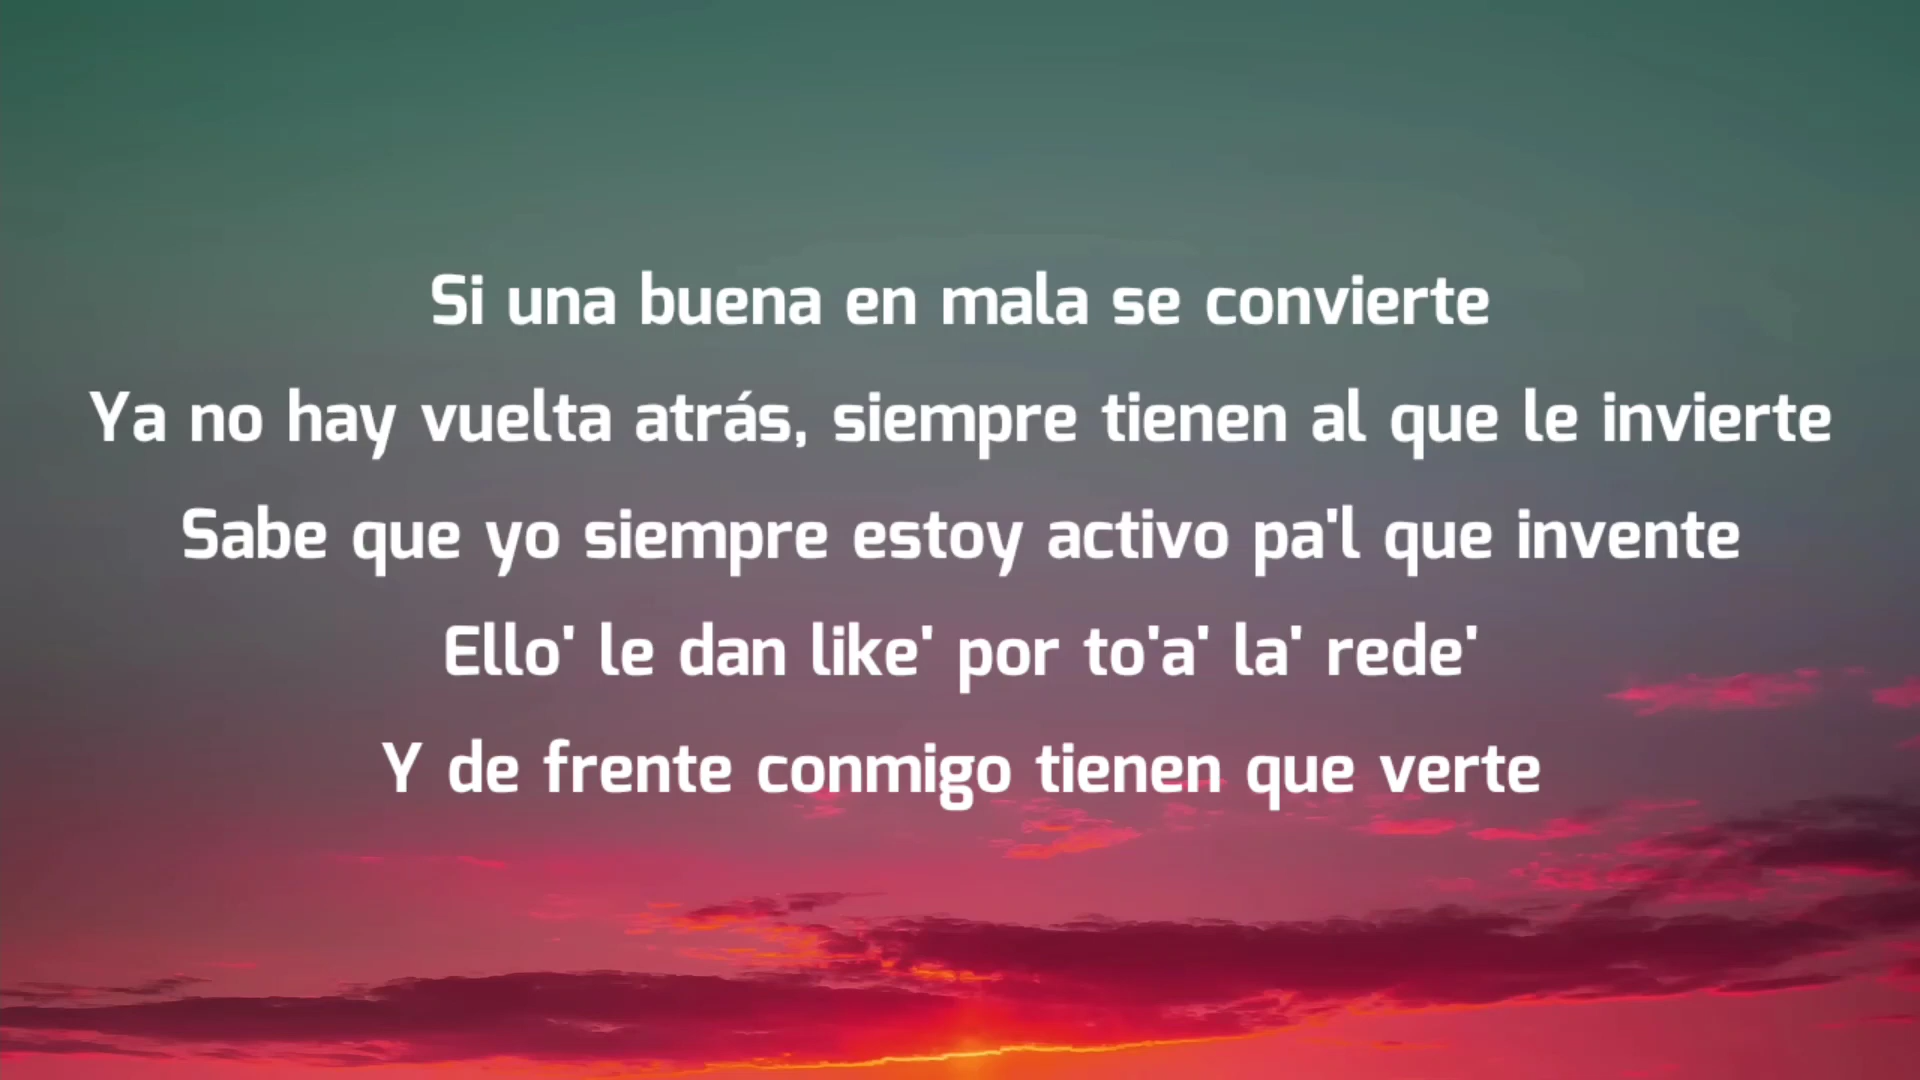 Si una buena en mala se convierte
Ya no hay vuelta atrás, siempre tienen al que le invierte
Sabe que yo siempre estoy activo pa'l que invente
Ello' le dan like' por to'a' la' rede'
Y de frente conmigo tienen que verte